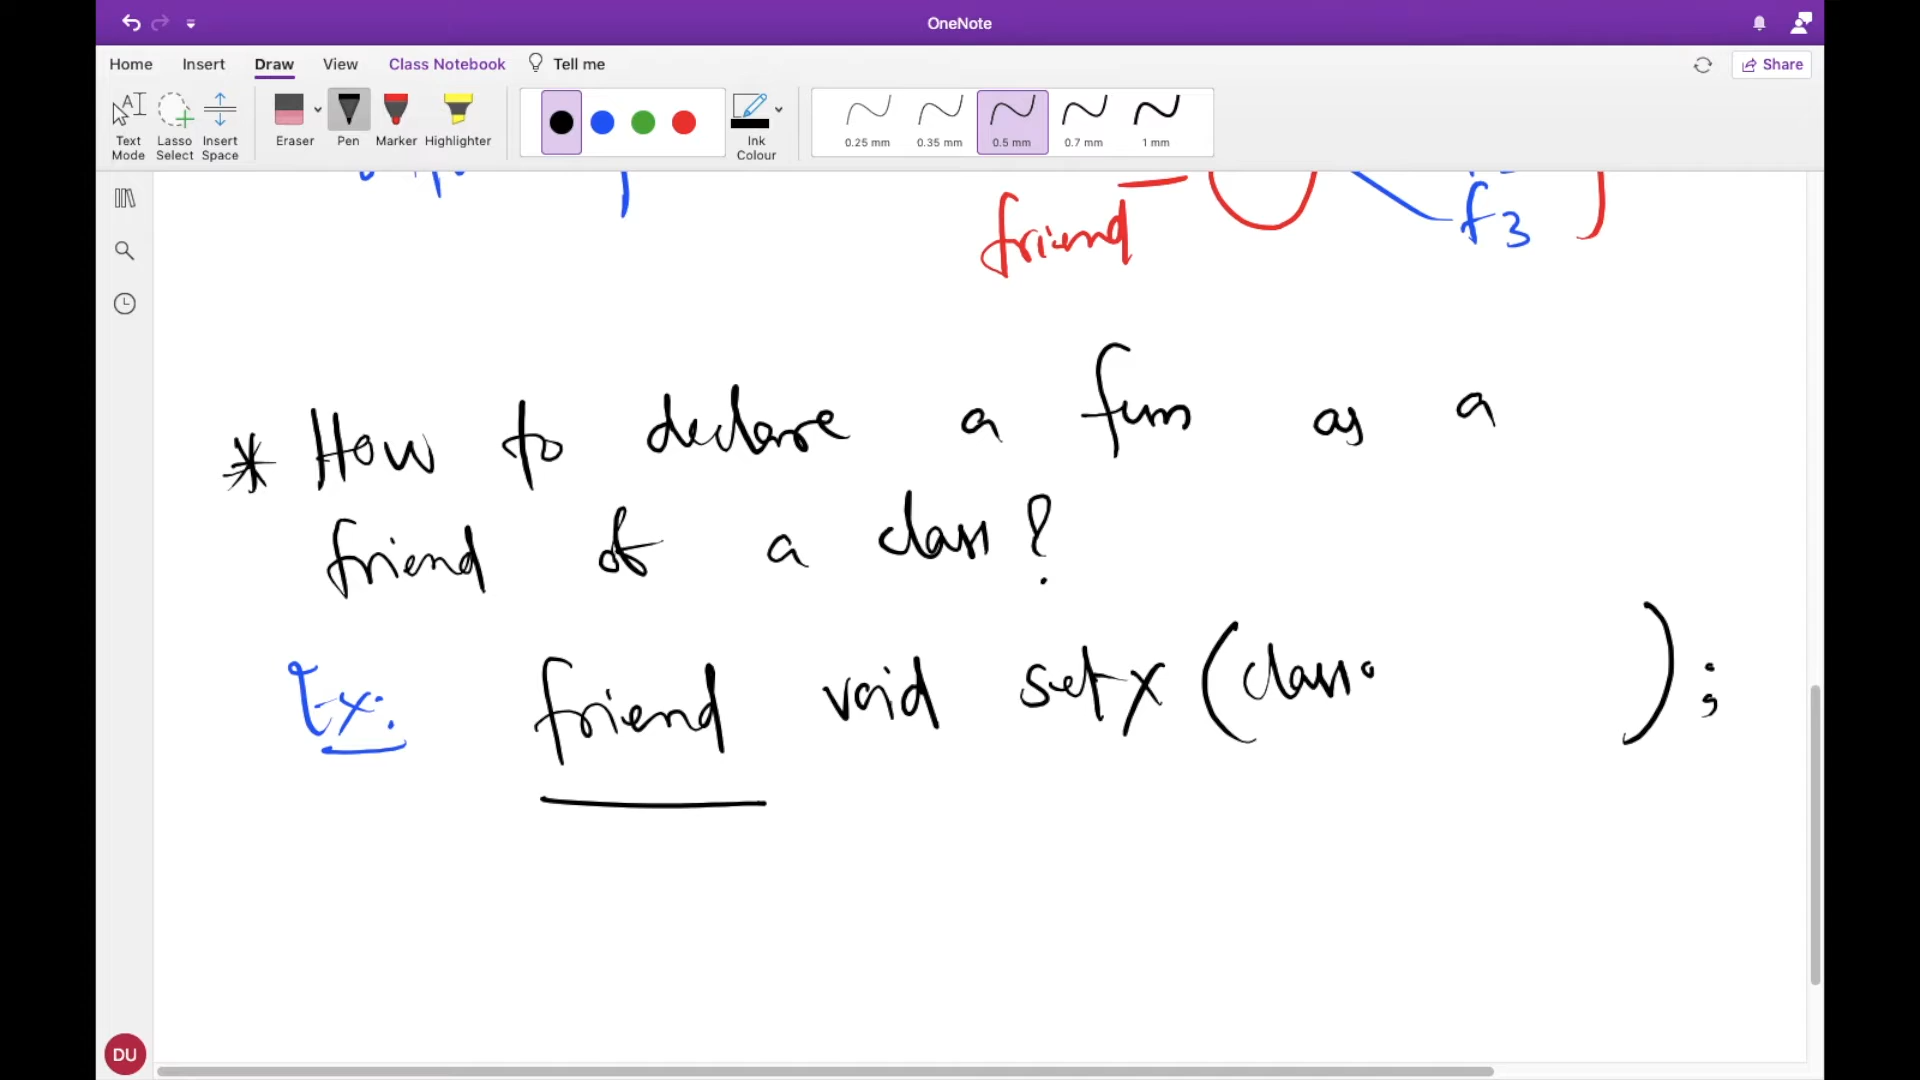 OneNote
Home Insert Draw View Class Notebook Tell me Share
Text Mode Lasso Select Insert Space Eraser Pen Marker Highlighter Ink Colour 0.25 mm 0.35 mm 0.5 mm 0.7 mm 1 mm
f3
friend
* How to declare a fun as a
friend of a class?
Ex: friend void setx (class );
DU